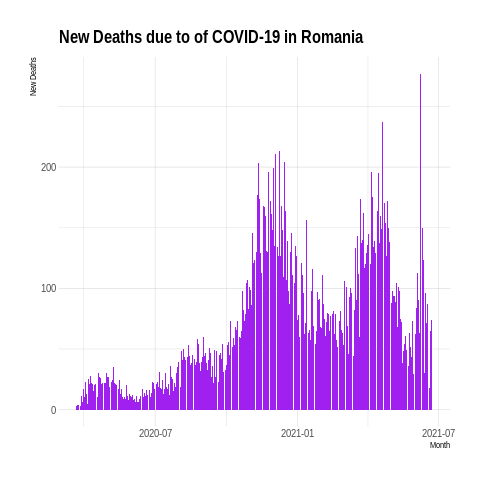 New Deaths due to of COVID-19 in Romania
New Deaths
200
100
0
2020-07
2021-01
2021-07
Month